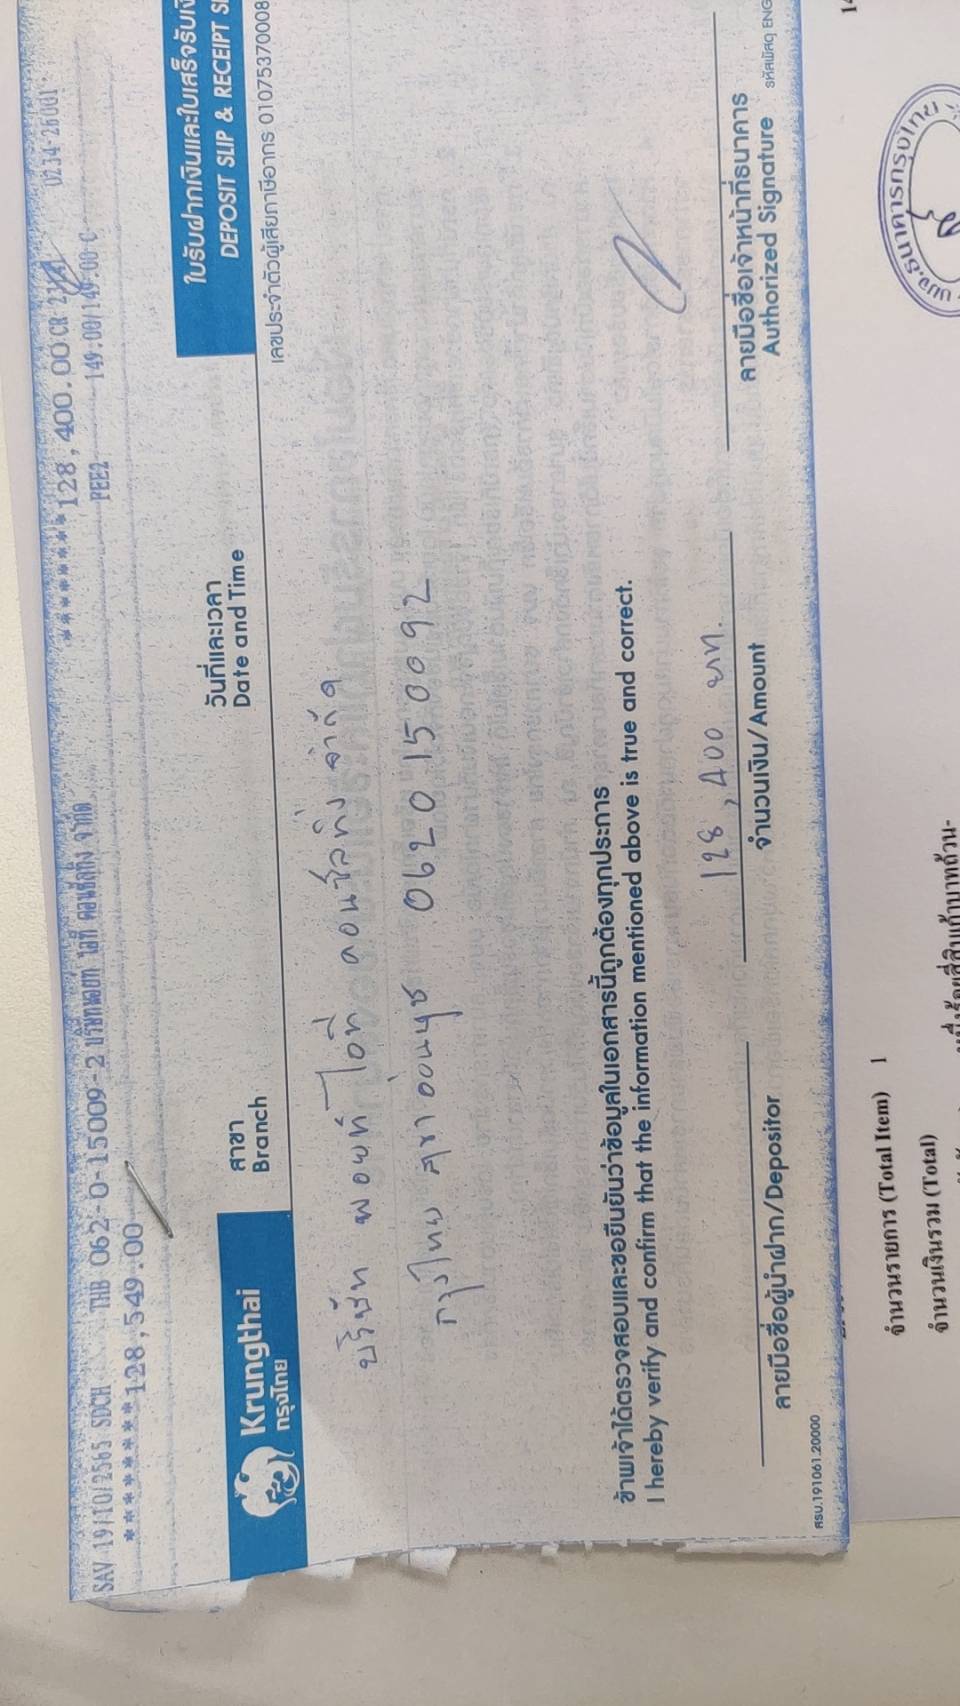 SAV 19/10/2565 SDCH THB 062-0-15009-2 บริษัทพอยท์ ไอที คอนซัลทิ่ง จำกัด ********128,400.00CR 0234-26001
********128,549.00 PEE2 149.00/149.00 C
ใบรับฝากเงินและใบเสร็จรับเงิ
DEPOSIT SLIP & RECEIPT S
Krungthai
กรุงไทย
สาขา
Branch
วันที่และเวลา
Date and Time
เลขประจำตัวผู้เสียภาษีอากร 01075370008
บริษัท พอยท์ ไอที คอนซัลทิ่ง จำกัด
กรุงไทย สาขา อ่อนนุช 0620150092
ข้าพเจ้าได้ตรวจสอบและขอยืนยันว่าข้อมูลในเอกสารนี้ถูกต้องทุกประการ
I hereby verify and confirm that the information mentioned above is true and correct.
128,400 บาท.
ลายมือชื่อผู้นำฝาก/Depositor
จำนวนเงิน/Amount
ลายมือชื่อเจ้าหน้าที่ธนาคาร
Authorized Signature
รหัสพัสดุ ENG
สรบ.191061.20000
จำนวนรายการ (Total Item) 1
จำนวนเงินรวม (Total)
หนึ่งร้อยสี่สิบเก้าบาทถ้วน-
บมจ.ธนาคารกรุงไทย